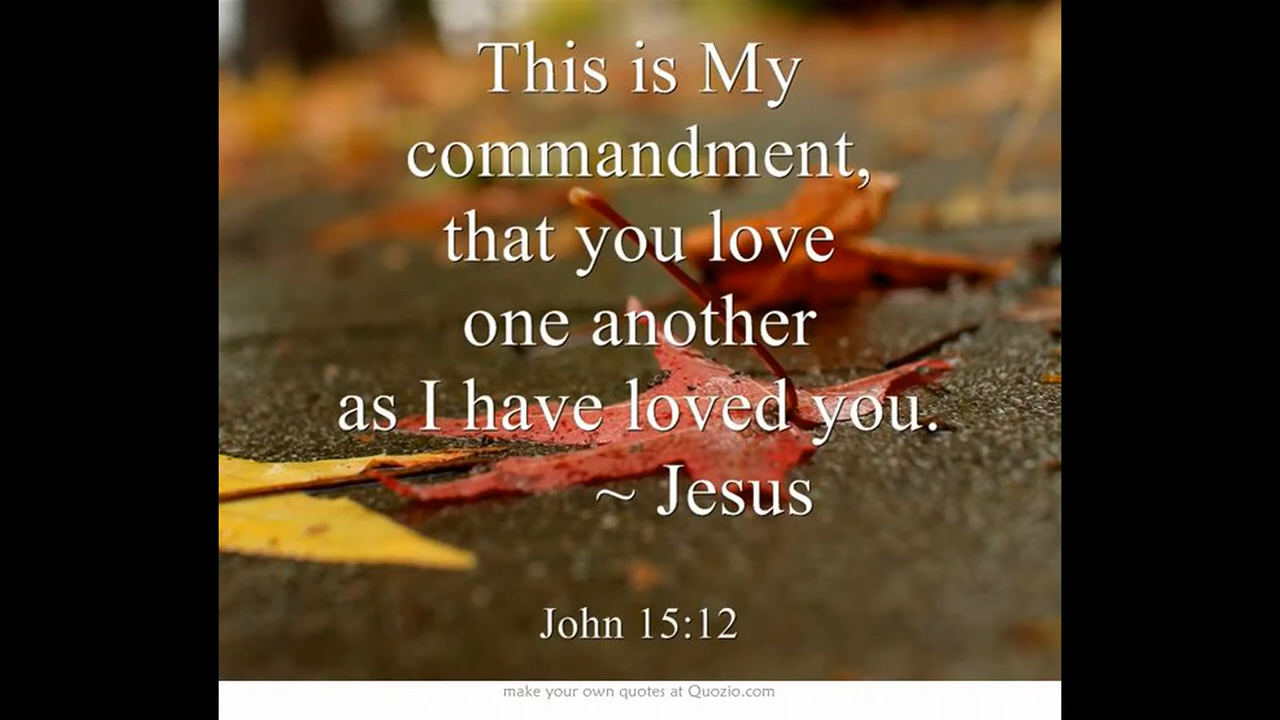 This is My
commandment,
that you love
one another
as I have loved you.
~ Jesus
John 15:12
make your own quotes at Quozio.com